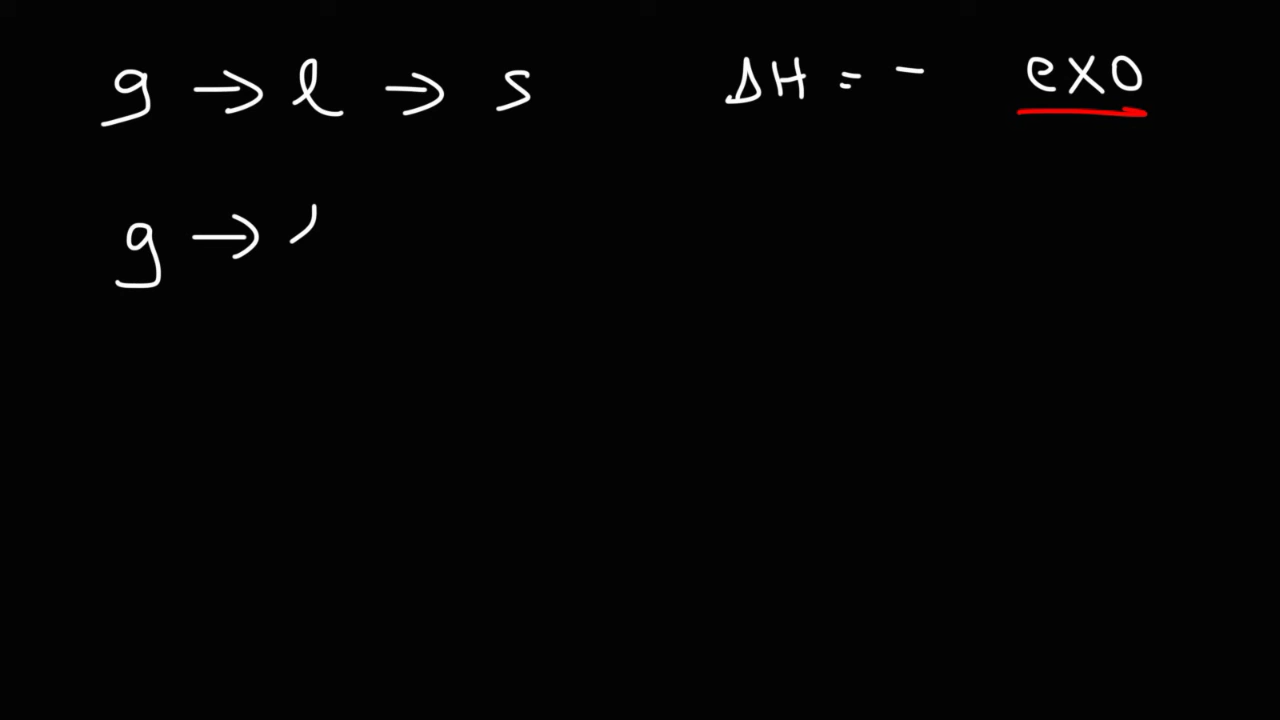 g → l → s ΔH = - exo
g →